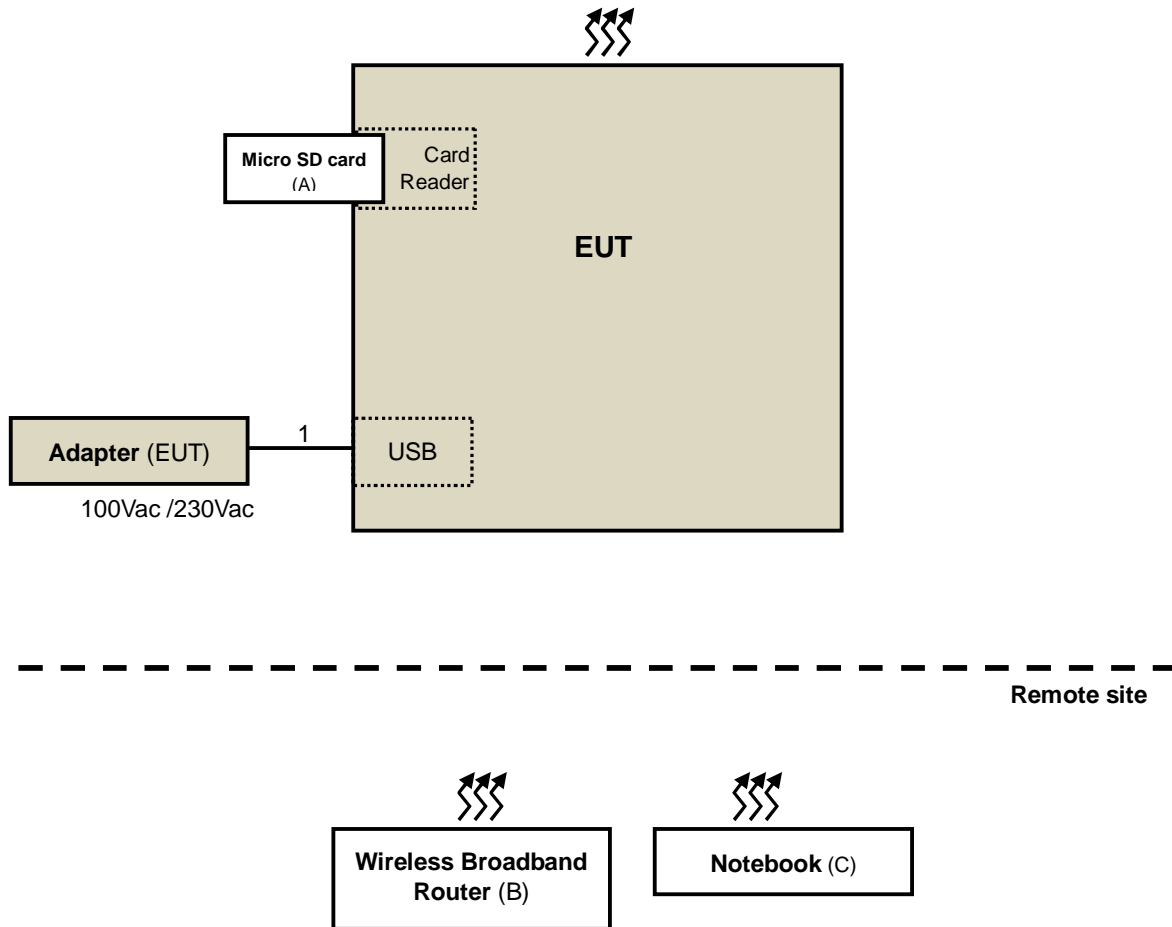 Micro SD card
(A)
Card
Reader
EUT
1
Adapter (EUT)
USB
100Vac /230Vac
Remote site
Wireless Broadband
Router (B)
Notebook (C)